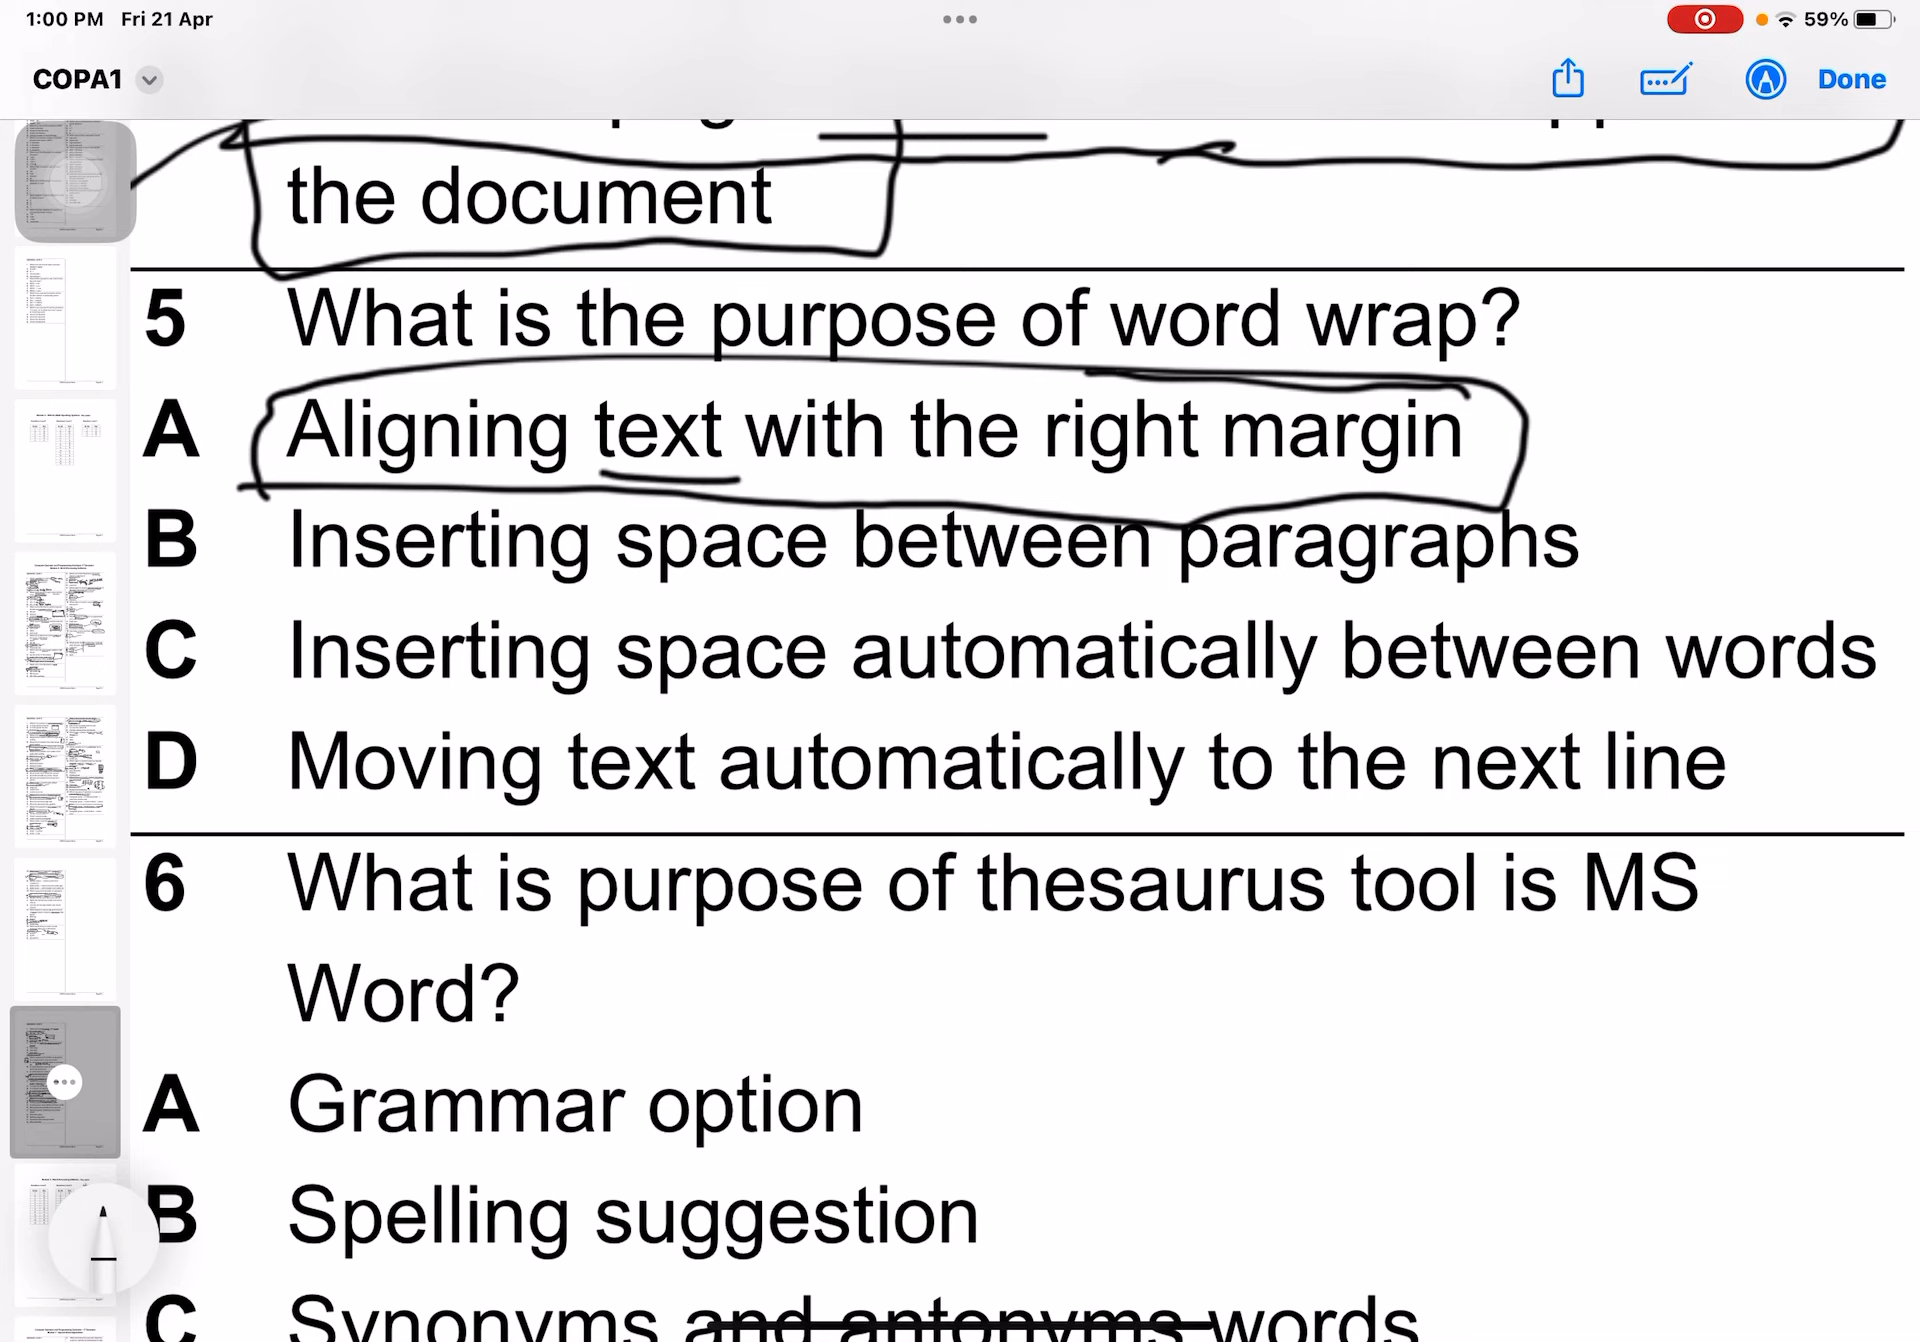 1:00 PM Fri 21 Apr
59%
COPA1
Done
the document
5 What is the purpose of word wrap?
A Aligning text with the right margin
B Inserting space between paragraphs
C Inserting space automatically between words
D Moving text automatically to the next line
6 What is purpose of thesaurus tool is MS
Word?
A Grammar option
B Spelling suggestion
C Synonyms and antonyms words